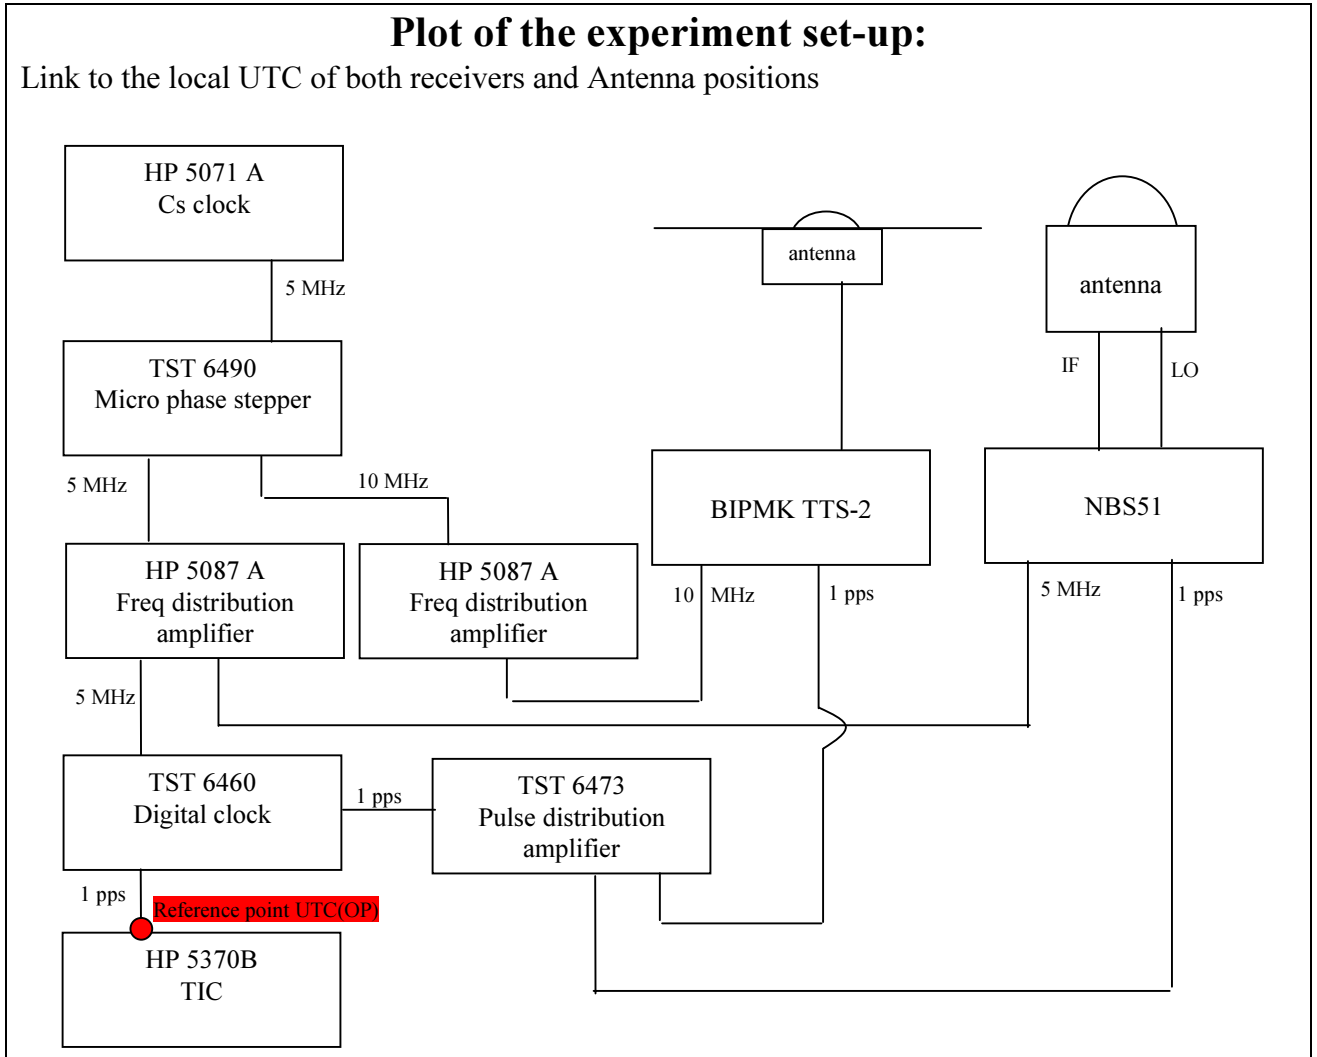 Plot of the experiment set-up:
Link to the local UTC of both receivers and Antenna positions
HP 5071 A
Cs clock
5 MHz
TST 6490
Micro phase stepper
5 MHz
10 MHz
HP 5087 A
Freq distribution
amplifier
HP 5087 A
Freq distribution
amplifier
5 MHz
TST 6460
Digital clock
1 pps
TST 6473
Pulse distribution
amplifier
1 pps
Reference point UTC(OP)
HP 5370B
TIC
antenna
BIPMK TTS-2
10 MHz
1 pps
antenna
IF
LO
NBS51
5 MHz
1 pps